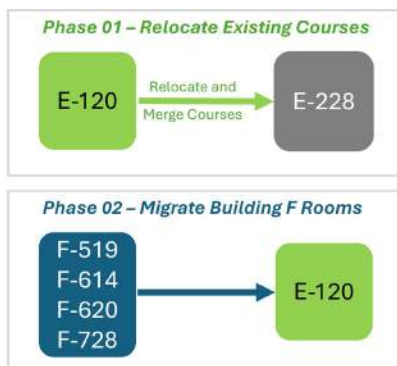 Phase 01 – Relocate Existing Courses
E-120
Relocate and
Merge Courses
E-228
Phase 02 – Migrate Building F Rooms
F-519
F-614
F-620
F-728
E-120